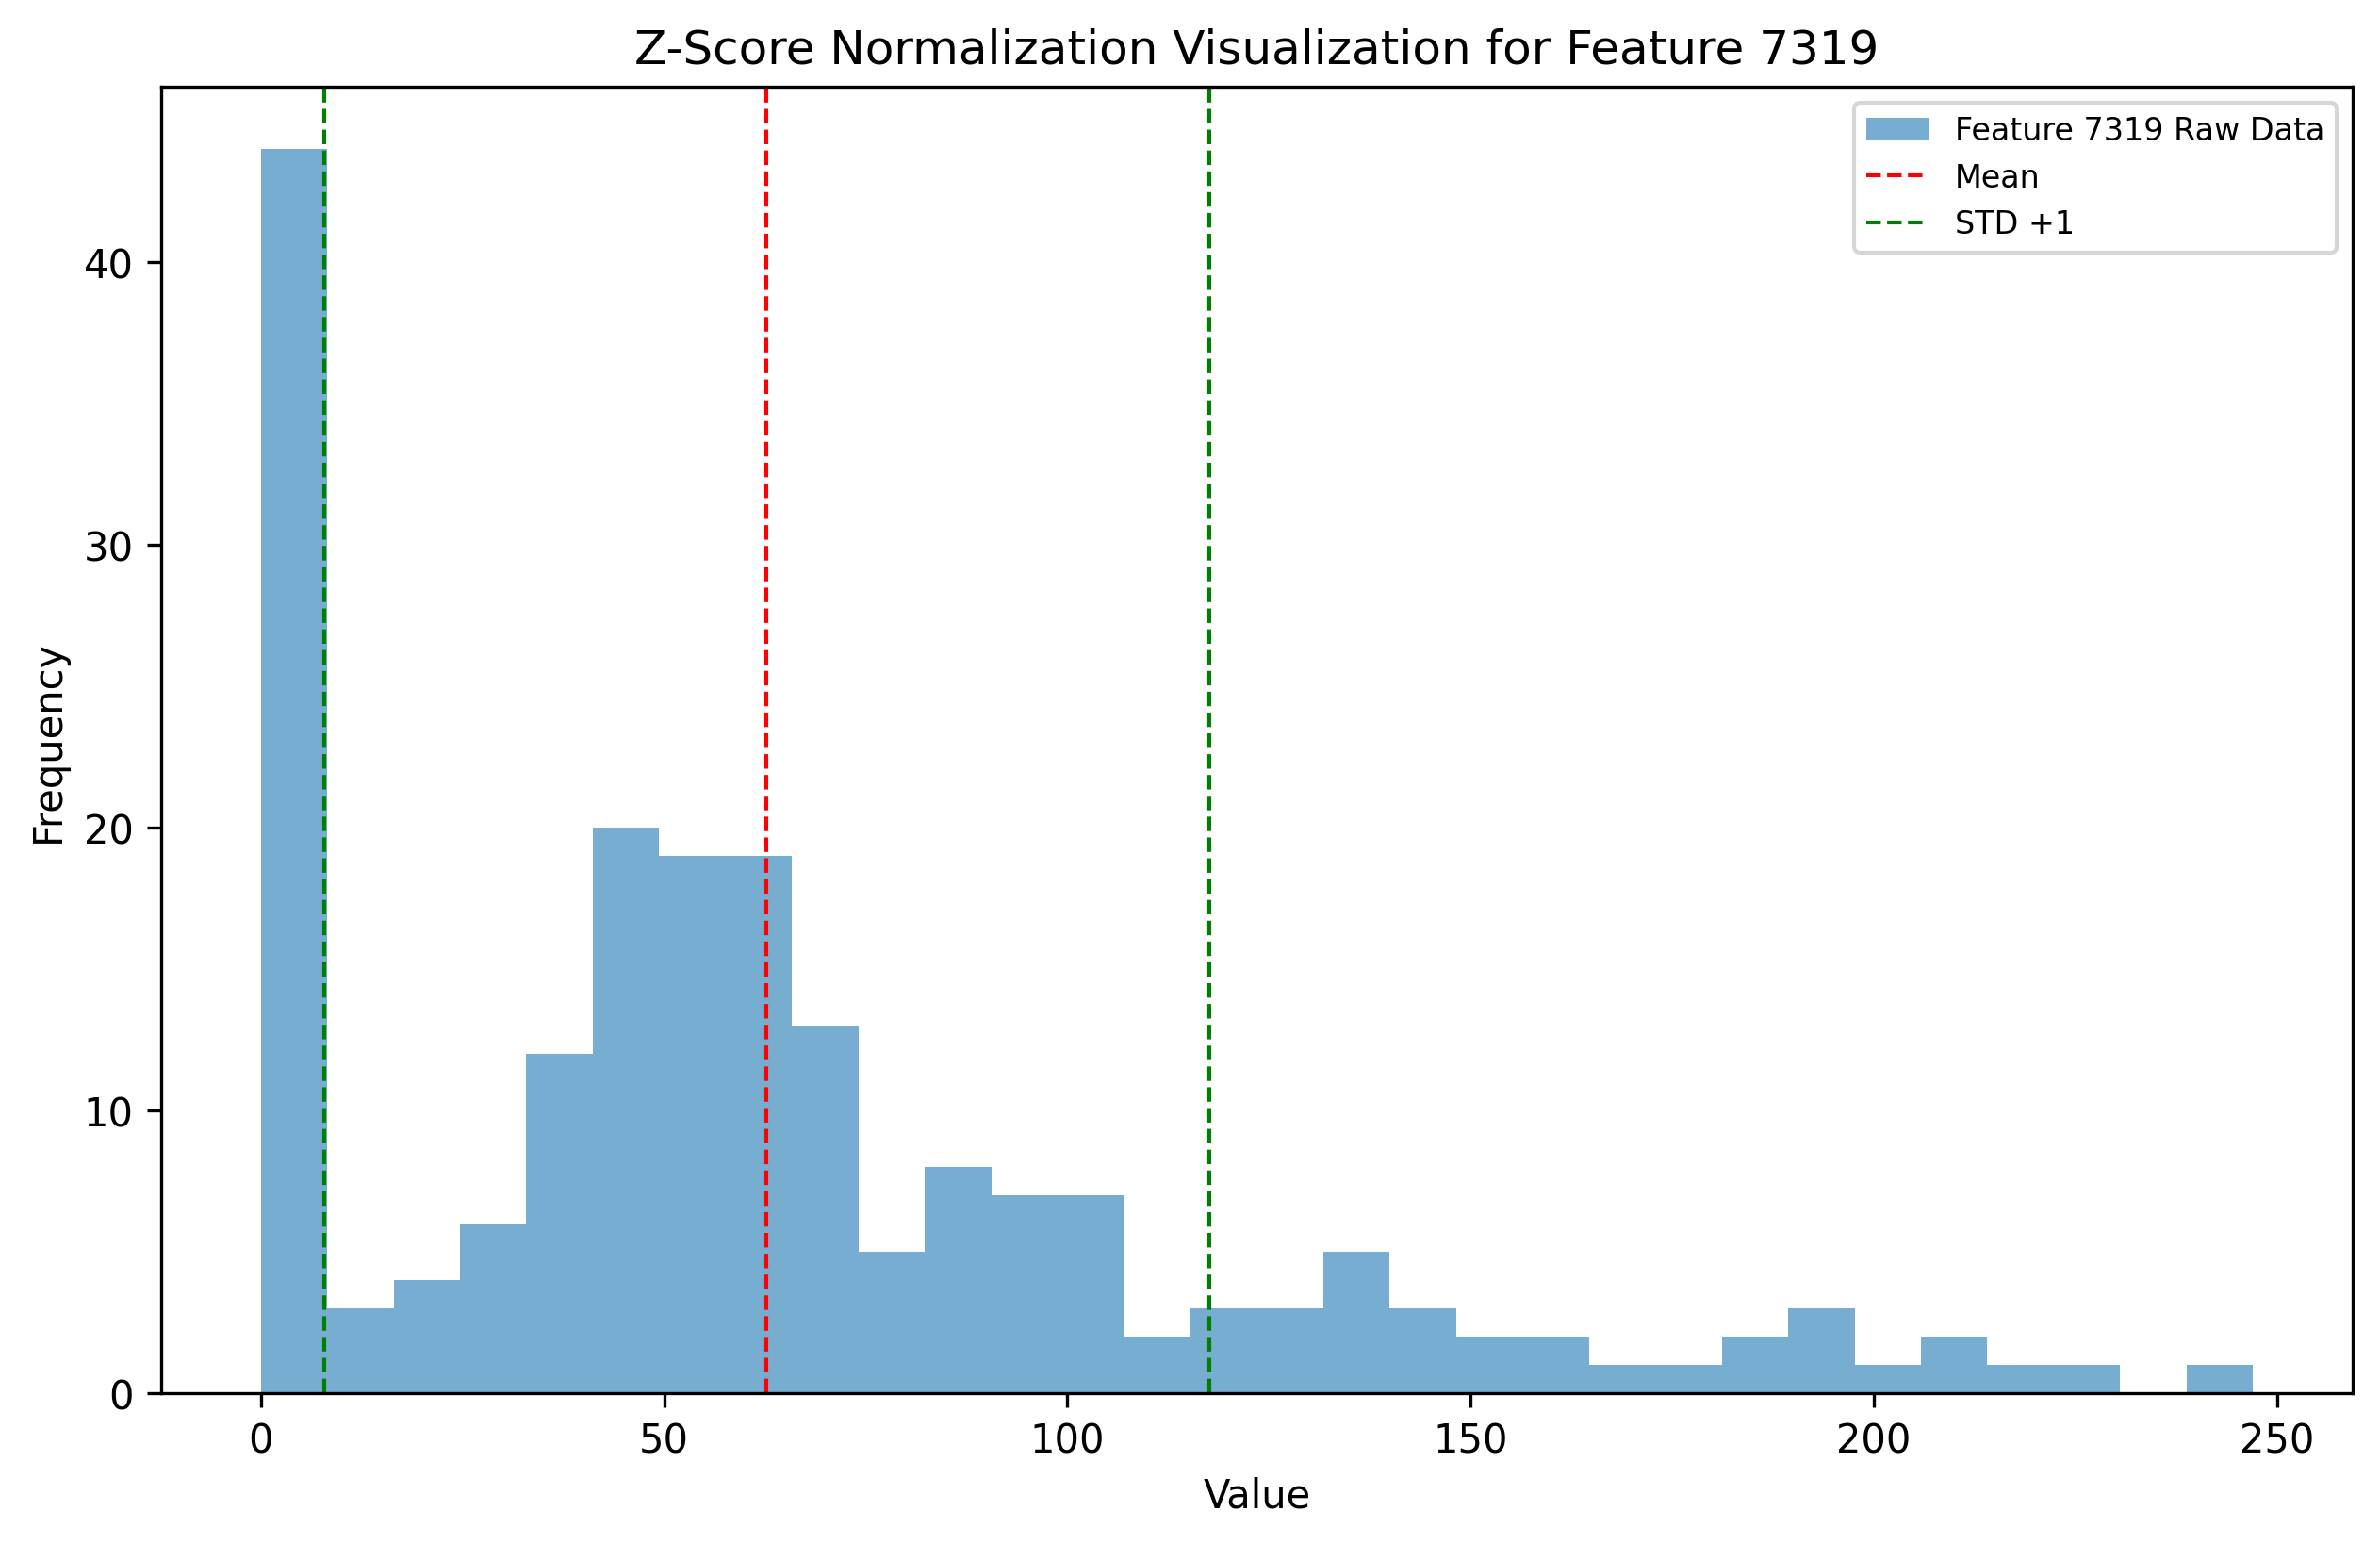 Z-Score Normalization Visualization for Feature 7319
Feature 7319 Raw Data
Mean
STD +1
Frequency
40
30
20
10
0
0 50 100 150 200 250
Value